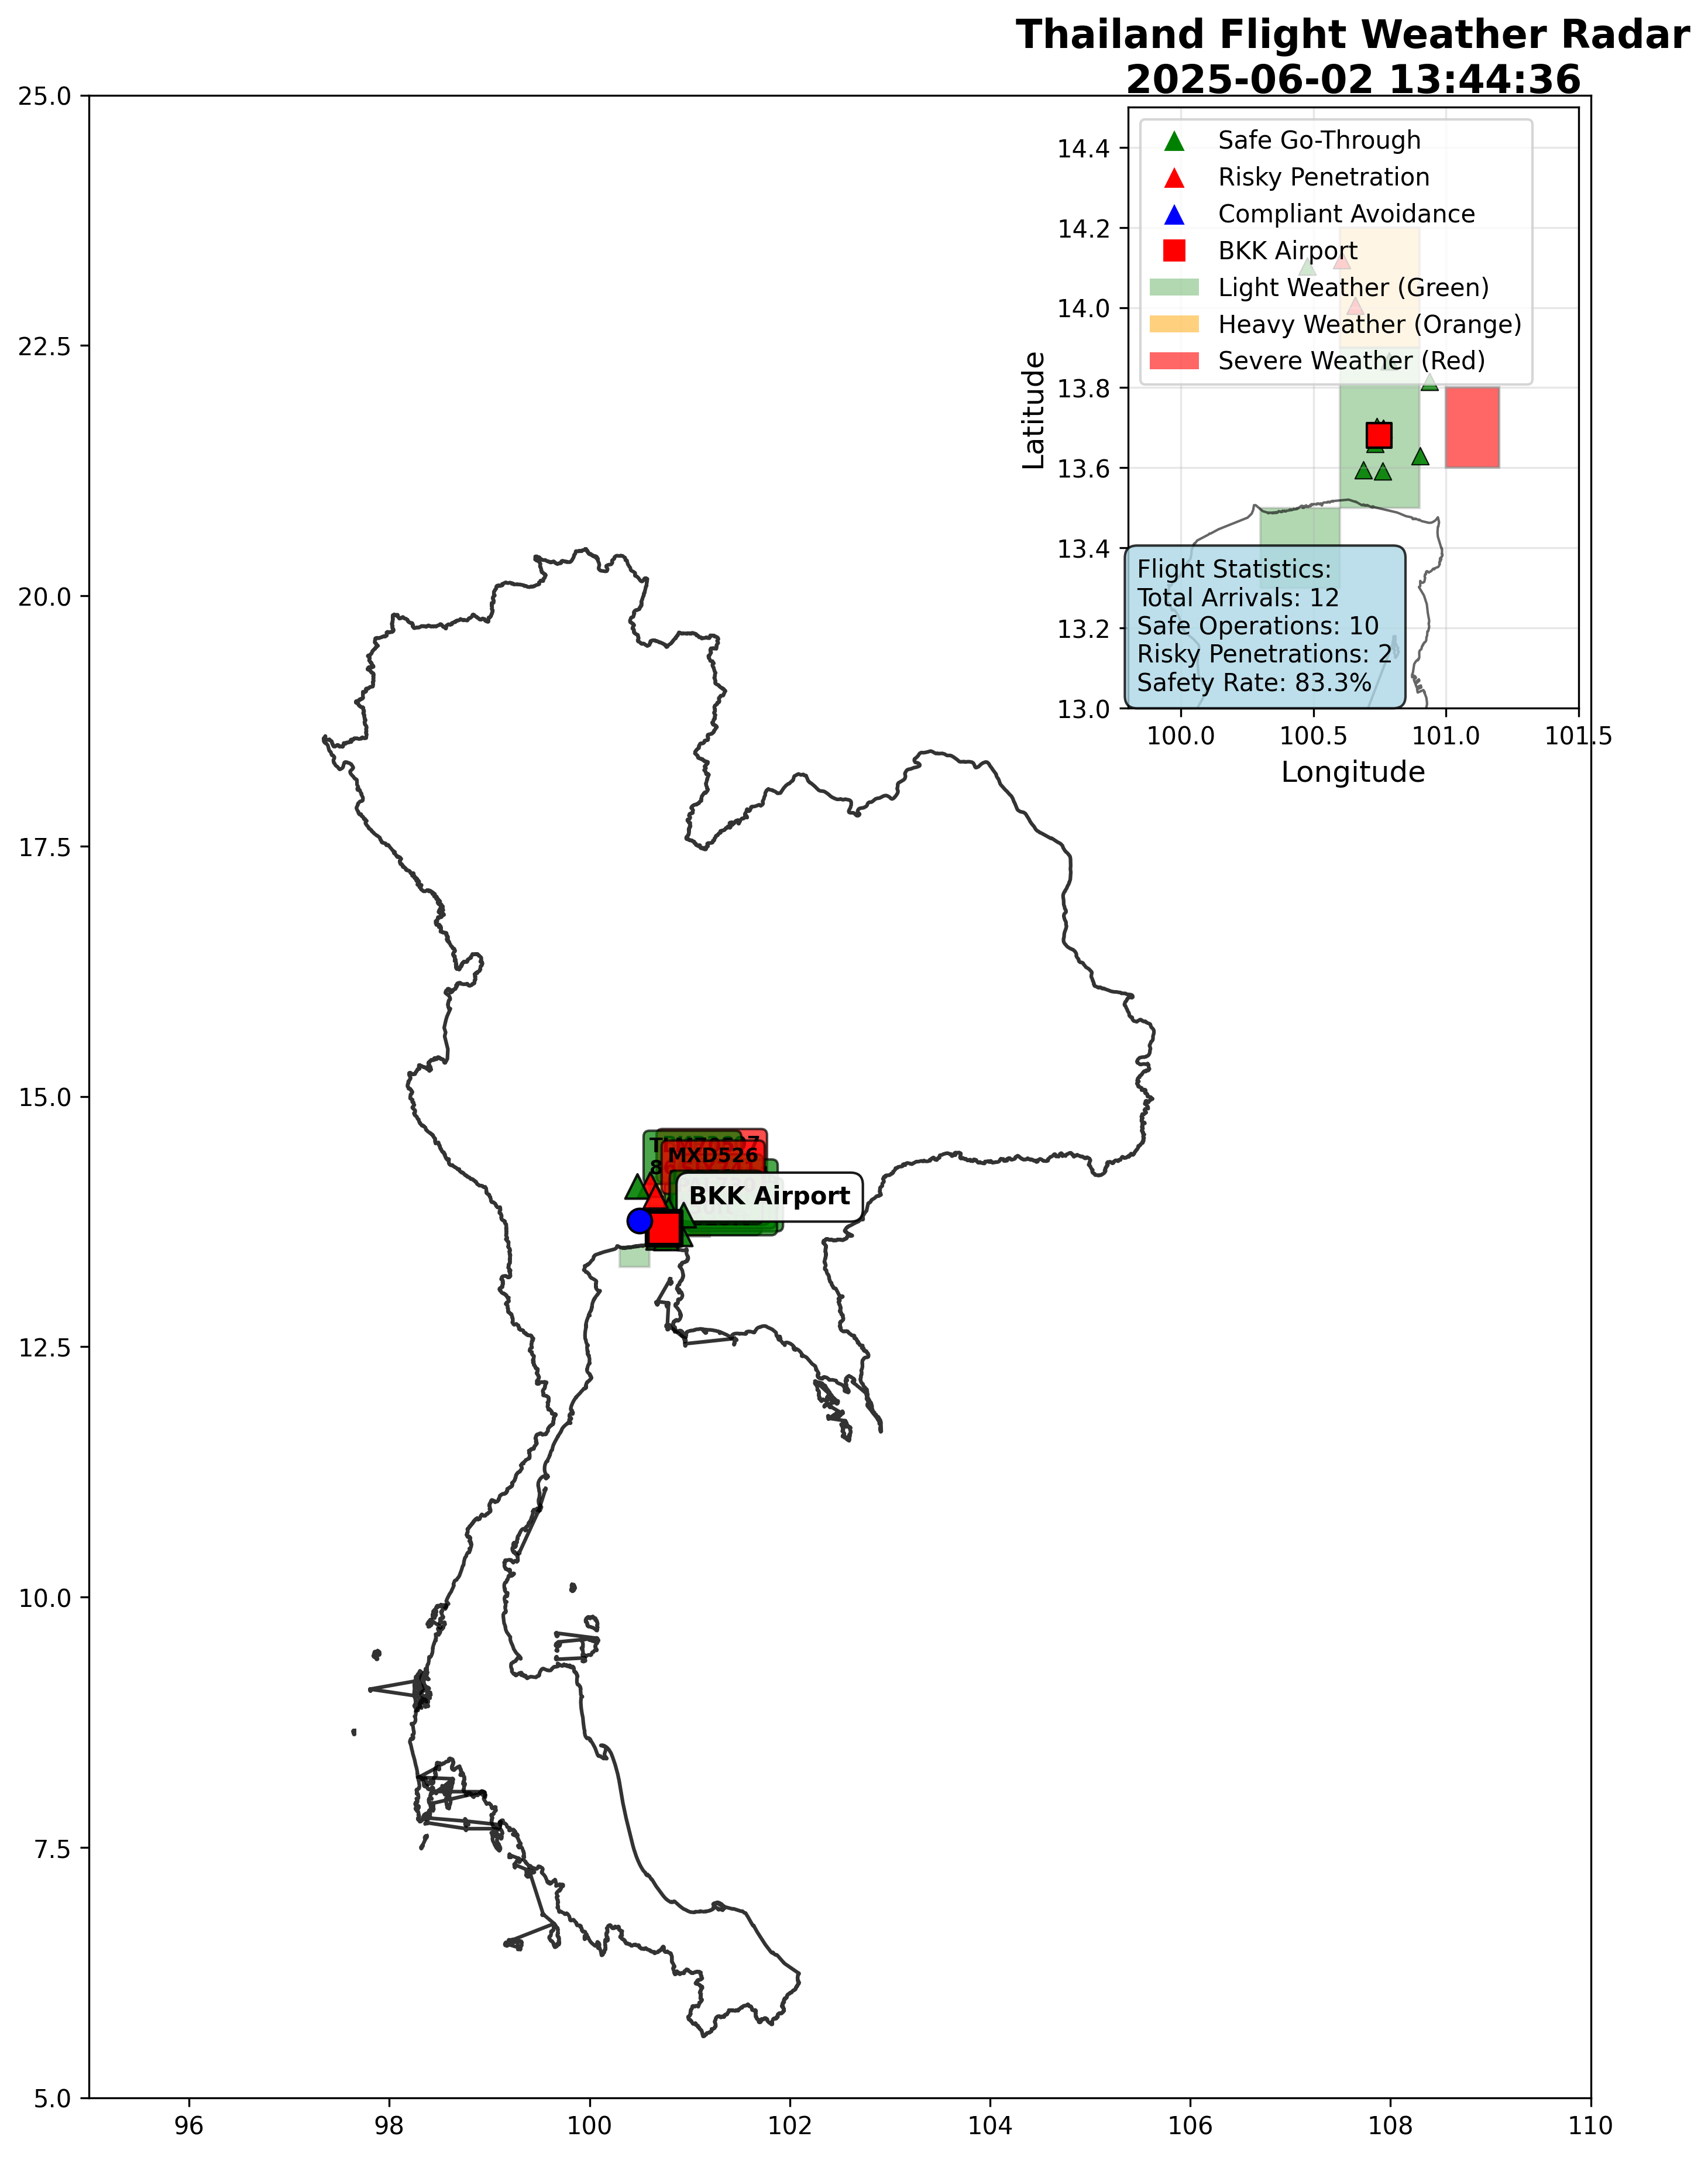 Thailand Flight Weather Radar
2025-06-02 13:44:36
25.0
22.5
20.0
17.5
15.0
12.5
10.0
7.5
5.0
96
98
100
102
104
106
108
110
14.4
14.2
14.0
13.8
13.6
13.4
13.2
13.0
Latitude
100.0
100.5
101.0
101.5
Longitude
Safe Go-Through
Risky Penetration
Compliant Avoidance
BKK Airport
Light Weather (Green)
Heavy Weather (Orange)
Severe Weather (Red)
Flight Statistics:
Total Arrivals: 12
Safe Operations: 10
Risky Penetrations: 2
Safety Rate: 83.3%
MXD526
BKK Airport